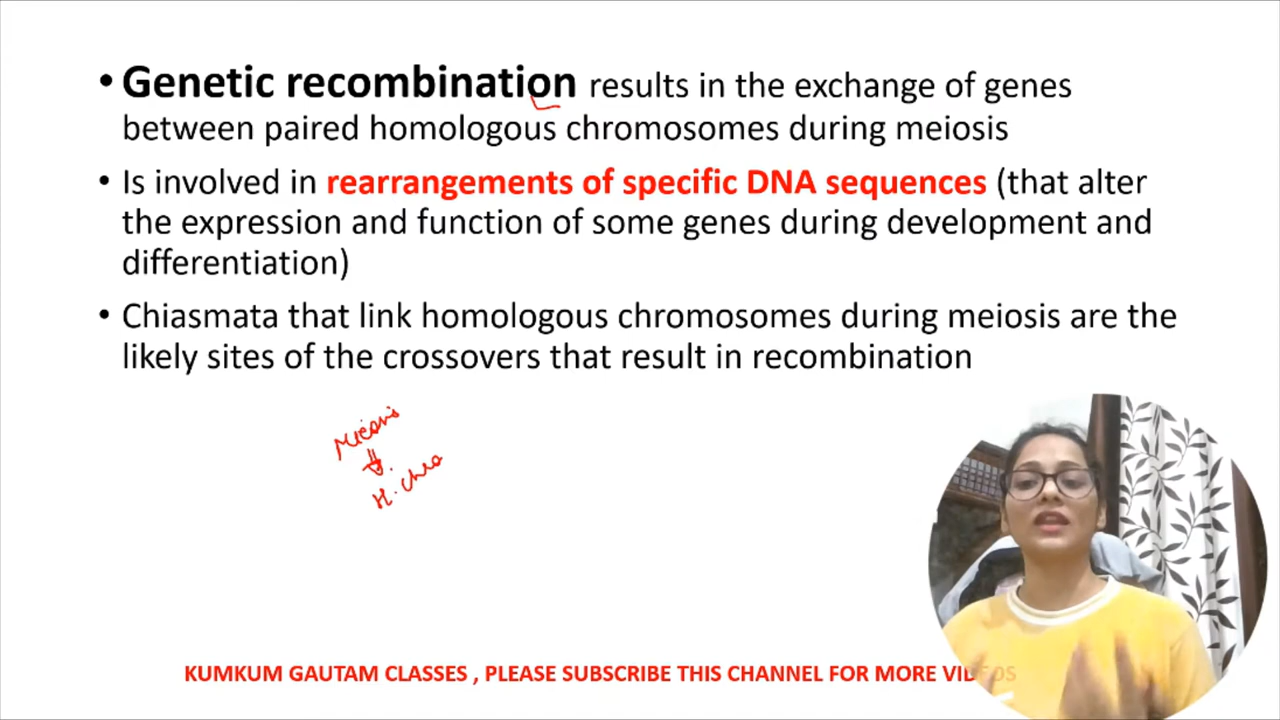 • Genetic recombination results in the exchange of genes
between paired homologous chromosomes during meiosis
• Is involved in rearrangements of specific DNA sequences (that alter
the expression and function of some genes during development and
differentiation)
• Chiasmata that link homologous chromosomes during meiosis are the
likely sites of the crossovers that result in recombination
Meiosis
H. chro
KUMKUM GAUTAM CLASSES , PLEASE SUBSCRIBE THIS CHANNEL FOR MORE VIDEOS